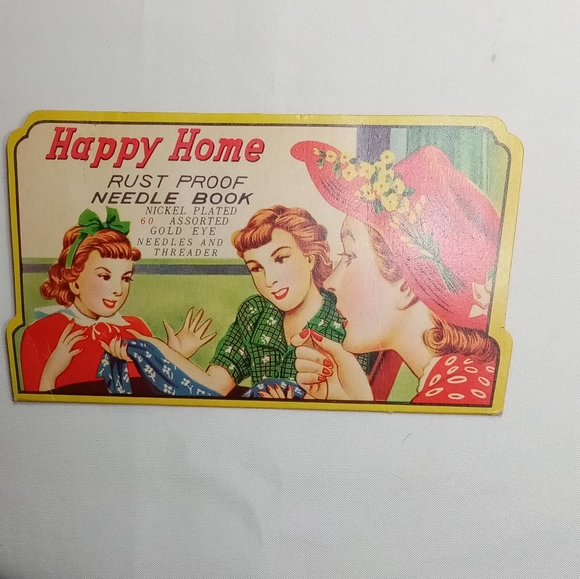 Happy Home
RUST PROOF
NEEDLE BOOK
NICKEL PLATED
60 ASSORTED
GOLD EYE
NEEDLES AND
THREADER